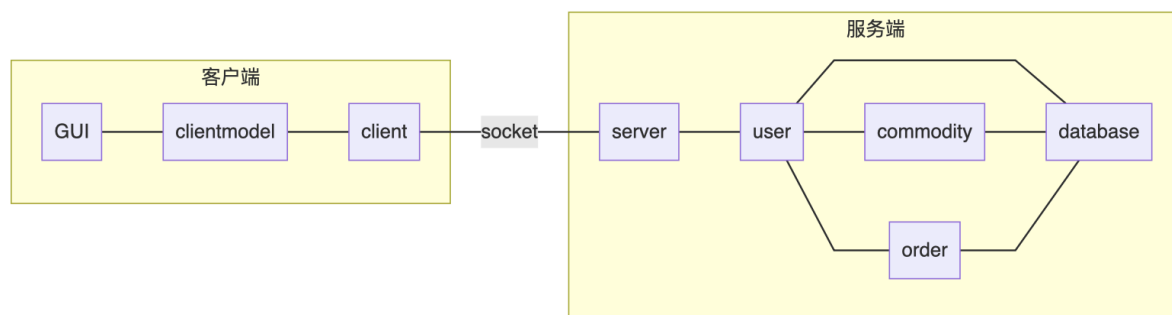 客户端
GUI
clientmodel
client
socket
服务端
server
user
commodity
database
order